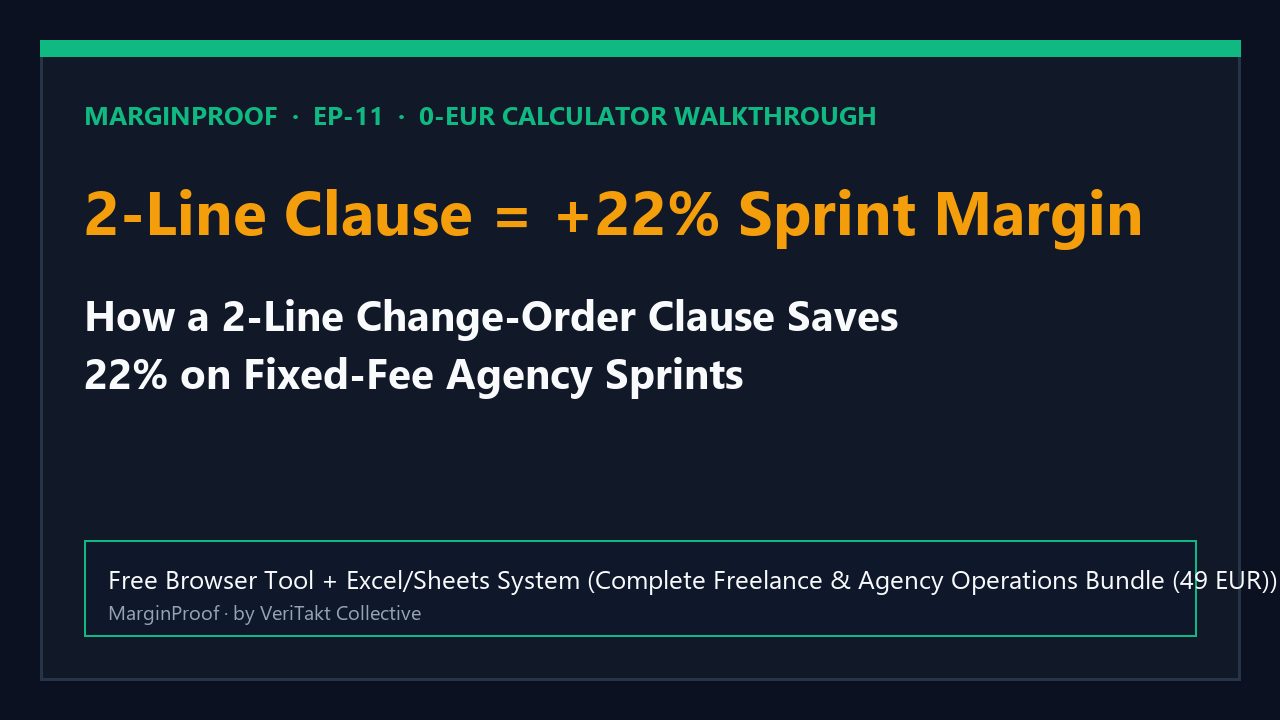 MARGINPROOF · EP-11 · 0-EUR CALCULATOR WALKTHROUGH
2-Line Clause = +22% Sprint Margin
How a 2-Line Change-Order Clause Saves
22% on Fixed-Fee Agency Sprints
Free Browser Tool + Excel/Sheets System (Complete Freelance & Agency Operations Bundle (49 EUR))
MarginProof · by VeriTakt Collective